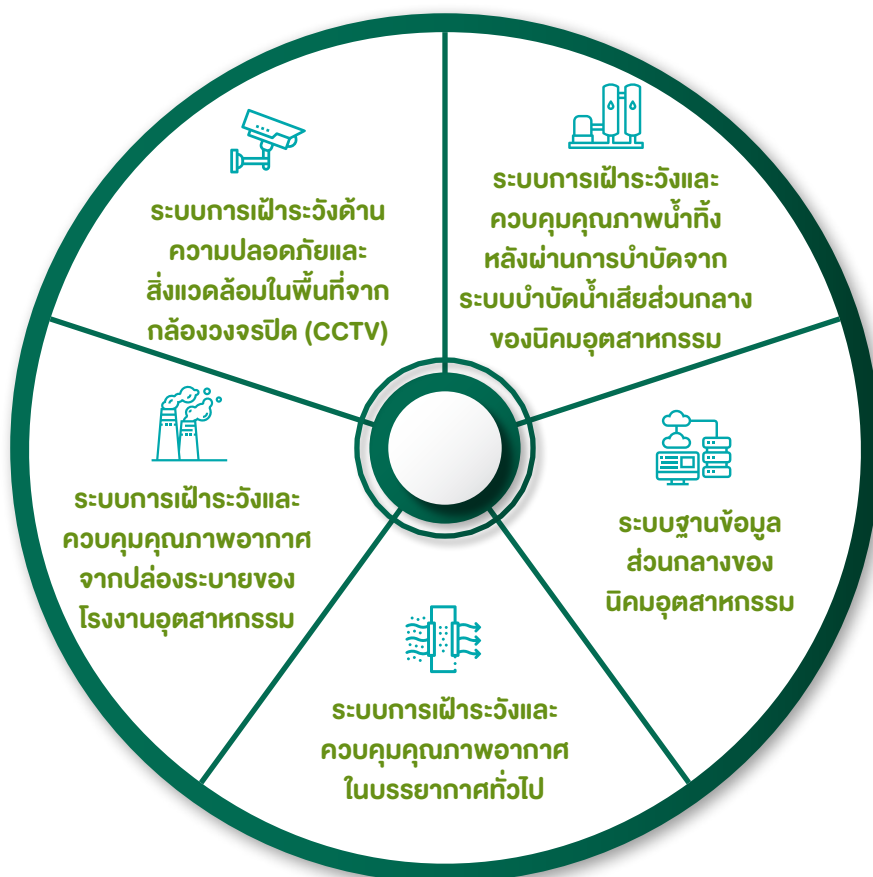 ระบบการเฝ้าระวังด้าน
ความปลอดภัยและ
สิ่งแวดล้อมในพื้นที่จาก
กล้องวงจรปิด (CCTV)
ระบบการเฝ้าระวังและ
ควบคุมคุณภาพน้ำทิ้ง
หลังผ่านการบำบัดจาก
ระบบบำบัดน้ำเสียส่วนกลาง
ของนิคมอุตสาหกรรม
ระบบการเฝ้าระวังและ
ควบคุมคุณภาพอากาศ
จากปล่องระบายของ
โรงงานอุตสาหกรรม
ระบบฐานข้อมูล
ส่วนกลางของ
นิคมอุตสาหกรรม
ระบบการเฝ้าระวังและ
ควบคุมคุณภาพอากาศ
ในบรรยากาศทั่วไป